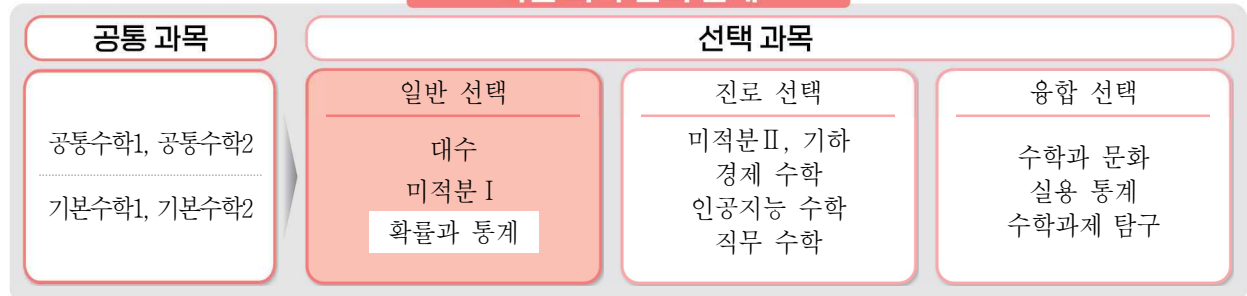 공통 과목
선택 과목
공통수학1, 공통수학2
기본수학1, 기본수학2
일반 선택
대수
미적분Ⅰ
확률과 통계
진로 선택
미적분Ⅱ, 기하
경제 수학
인공지능 수학
직무 수학
융합 선택
수학과 문화
실용 통계
수학과제 탐구